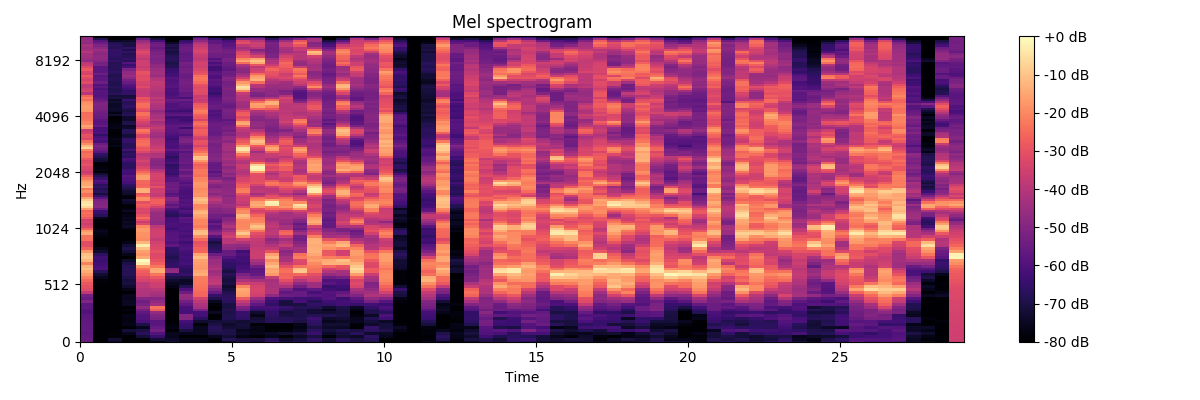 Mel spectrogram
8192
4096
2048
1024
512
0
Hz
0 5 10 15 20 25
Time
+0 dB
-10 dB
-20 dB
-30 dB
-40 dB
-50 dB
-60 dB
-70 dB
-80 dB